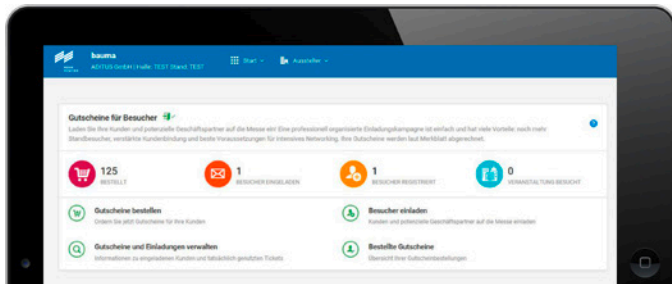 bauma
ADITUS GmbH | Halle: TEST Stand: TEST
Start
Aussteller
Gutscheine für Besucher
Laden Sie Ihre Kunden und potenzielle Geschäftspartner auf die Messe ein! Eine professionell organisierte Einladungskampagne ist einfach und hat viele Vorteile: noch mehr
Standbesucher, verstärkte Kundenbindung und beste Voraussetzungen für intensives Networking. Ihre Gutscheine werden laut Merkblatt abgerechnet.
125
BESTELLT
1
BESUCHER EINGELADEN
1
BESUCHER REGISTRIERT
0
VERANSTALTUNG BESUCHT
Gutscheine bestellen
Ordern Sie jetzt Gutscheine für Ihre Kunden
Besucher einladen
Kunden und potenzielle Geschäftspartner auf die Messe einladen
Gutscheine und Einladungen verwalten
Informationen zu eingeladenen Kunden und tatsächlich genutzten Tickets
Bestellte Gutscheine
Übersicht Ihrer Gutscheinbestellungen